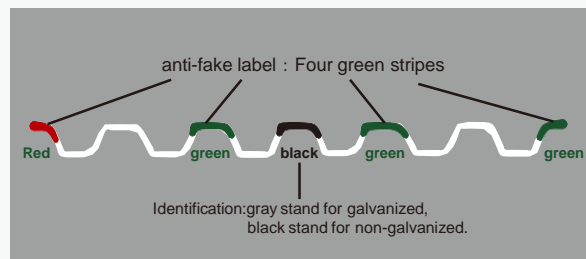 anti-fake label : Four green stripes
Red green black green green
Identification:gray stand for galvanized,
black stand for non-galvanized.